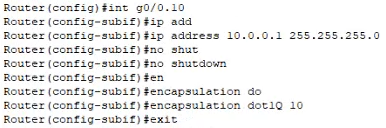 Router(config)#int g0/0.10
Router(config-subif)#ip add
Router(config-subif)#ip address 10.0.0.1 255.255.255.0
Router(config-subif)#no shut
Router(config-subif)#no shutdown
Router(config-subif)#en
Router(config-subif)#encapsulation do
Router(config-subif)#encapsulation dot1Q 10
Router(config-subif)#exit